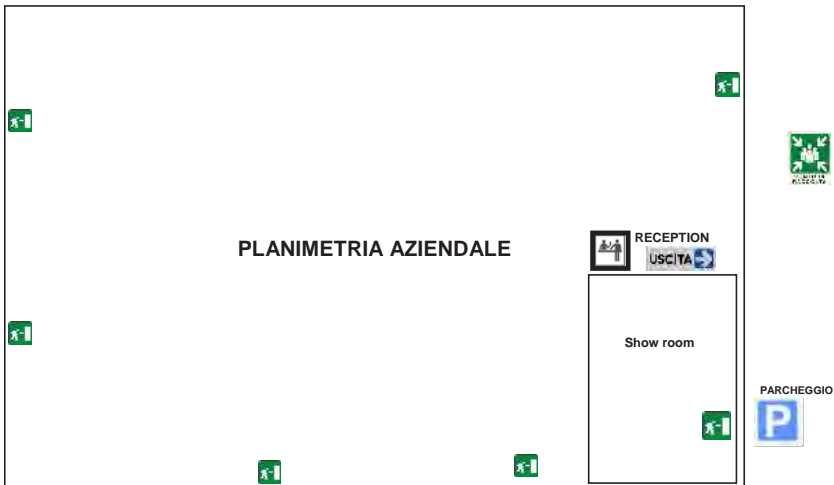 RECEPTION
PLANIMETRIA AZIENDALE
USCITA
Show room
PARCHEGGIO
P